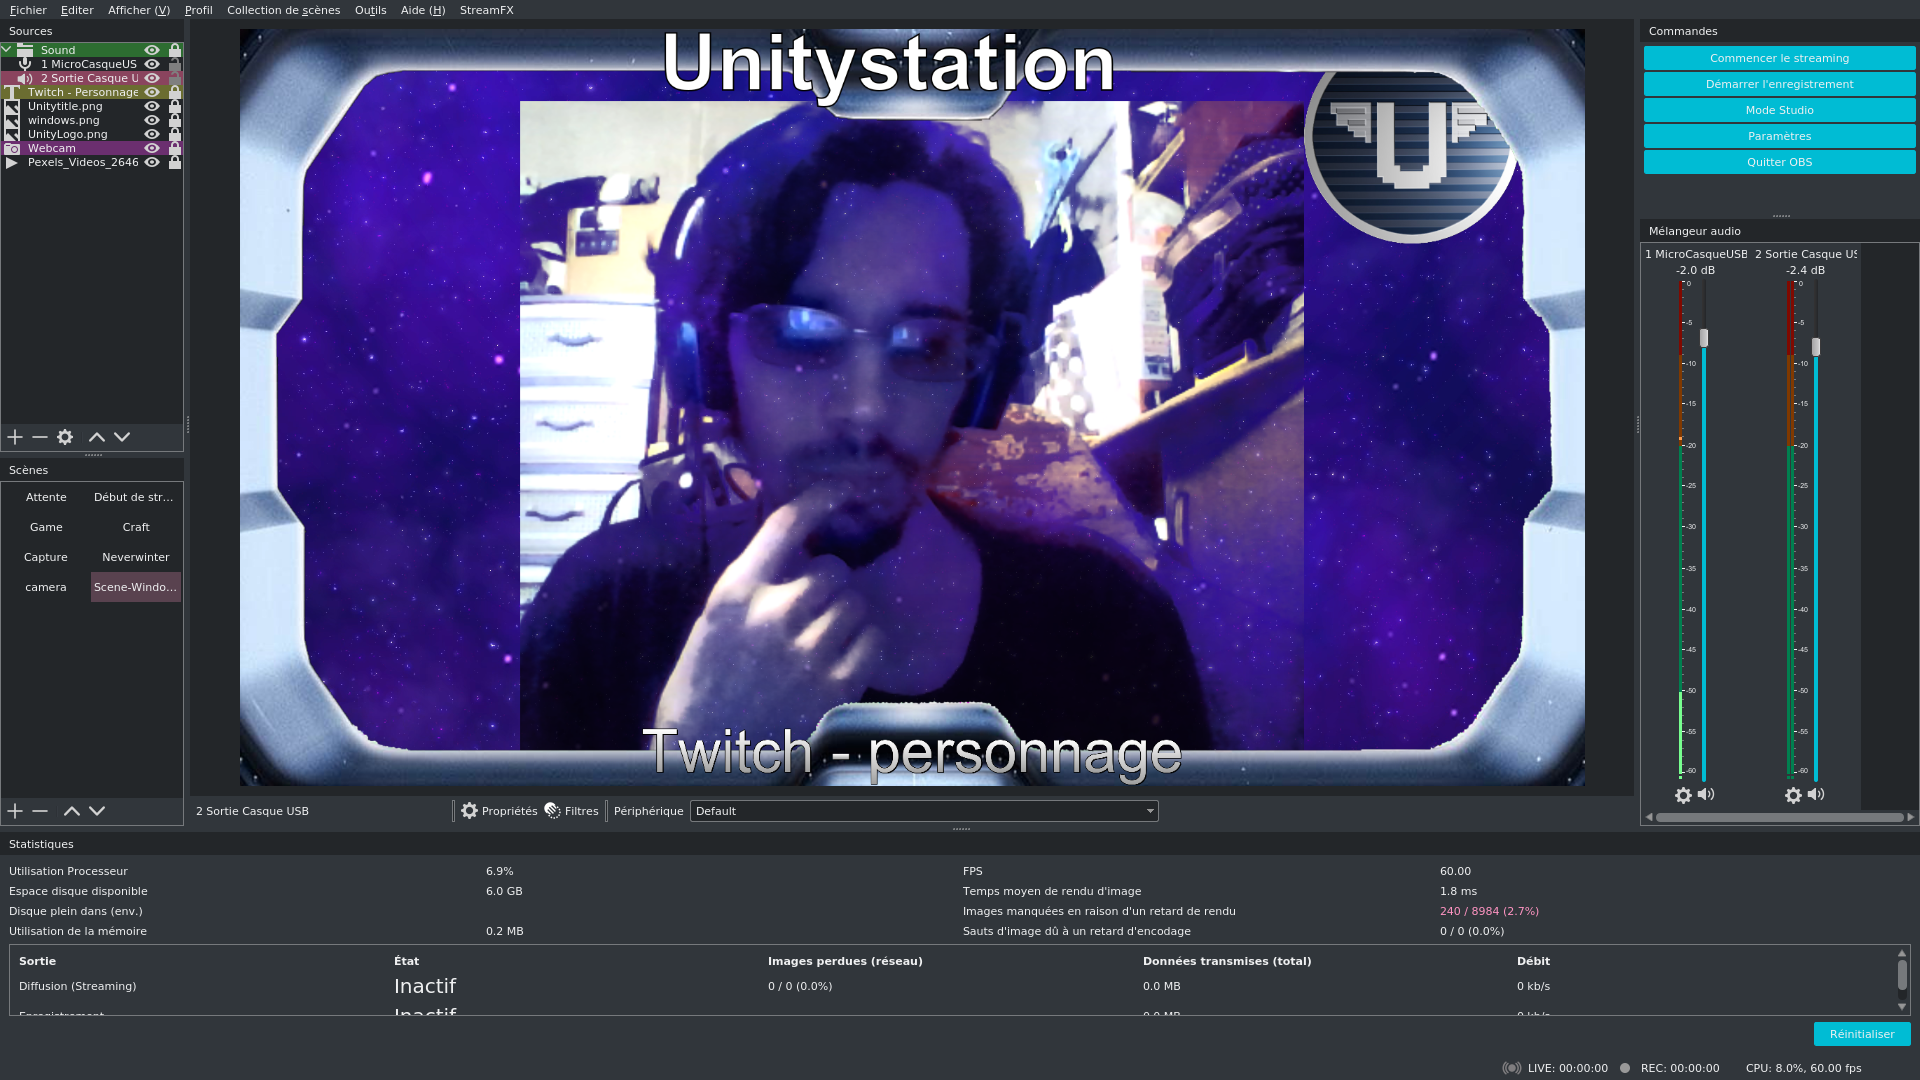 Fichier Editer Afficher (V) Profil Collection de scènes Outils Aide (H) StreamFX
Sources
Sound
1 MicroCasqueUS
2 Sortie Casque U
Twitch - Personnage
Unitytitle.png
windows.png
UnityLogo.png
Webcam
Pexels_Videos_2646
Scènes
Attente Début de str...
Game Craft
Capture Neverwinter
camera Scene-Windo...
Unitystation
U
Twitch - personnage
2 Sortie Casque USB Propriétés Filtres Périphérique Default
Commandes
Commencer le streaming
Démarrer l'enregistrement
Mode Studio
Paramètres
Quitter OBS
Mélangeur audio
1 MicroCasqueUSB 2 Sortie Casque US
-2.0 dB -2.4 dB
0 0
-5 -5
-10 -10
-15 -15
-20 -20
-25 -25
-30 -30
-35 -35
-40 -40
-45 -45
-50 -50
-55 -55
-60 -60
Statistiques
Utilisation Processeur 6.9% FPS 60.00
Espace disque disponible 6.0 GB Temps moyen de rendu d'image 1.8 ms
Disque plein dans (env.) Images manquées en raison d'un retard de rendu 240 / 8984 (2.7%)
Utilisation de la mémoire 0.2 MB Sauts d'image dû à un retard d'encodage 0 / 0 (0.0%)
Sortie État Images perdues (réseau) Données transmises (total) Débit
Diffusion (Streaming) Inactif 0 / 0 (0.0%) 0.0 MB 0 kb/s
Enregistrement Inactif 0.0 MB 0 kb/s
Réinitialiser
LIVE: 00:00:00 REC: 00:00:00 CPU: 8.0%, 60.00 fps